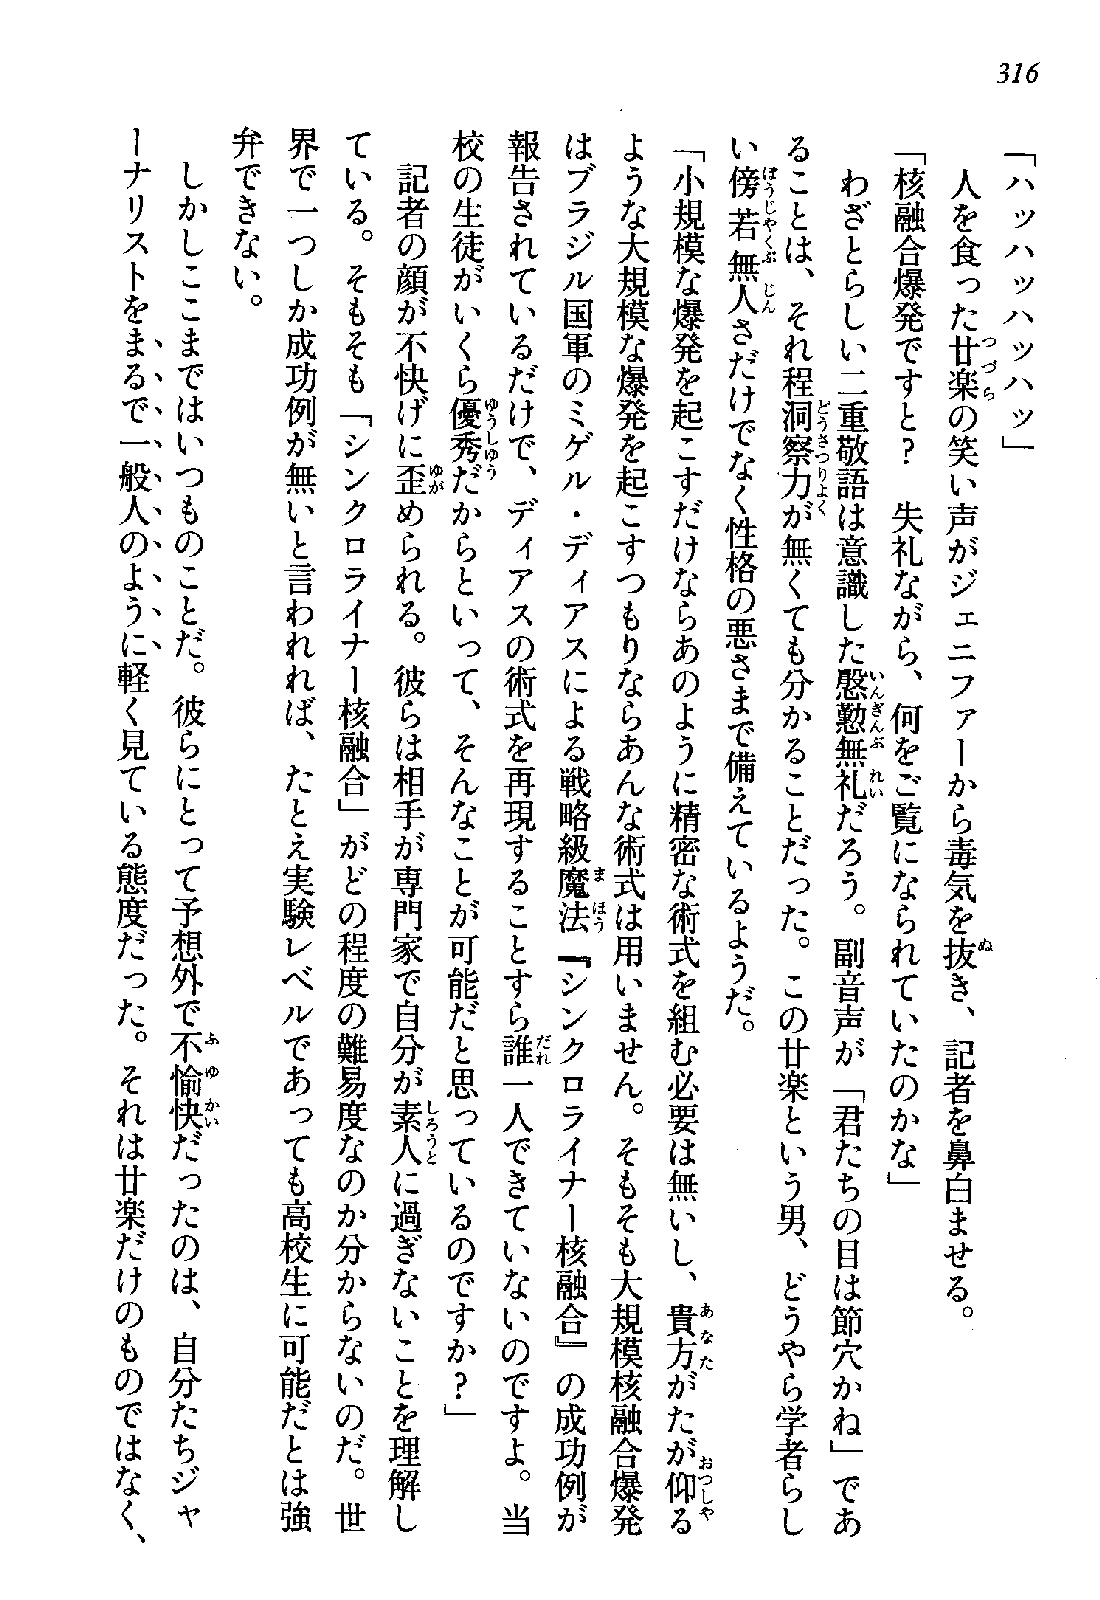 316
「ハッハッハッハッ」
人を食った廿楽の笑い声がジェニファーから毒気を抜き、記者を鼻白ませる。
「核融合爆発ですと？　失礼ながら、何をご覧になられていたのかな」
わざとらしい二重敬語は意識した慇懃無礼だろう。副音声が「君たちの目は節穴かね」であ
ることは、それ程洞察力が無くても分かることだった。この廿楽という男、どうやら学者らし
い傍若無人さだけでなく性格の悪さまで備えているようだ。
「小規模な爆発を起こすだけならあのように精密な術式を組む必要は無いし、貴方がたが仰る
ような大規模な爆発を起こすつもりならあんな術式は用いません。そもそも大規模核融合爆発
はブラジル国軍のミゲル・ディアスによる戦略級魔法『シンクロライナー核融合』の成功例が
報告されているだけで、ディアスの術式を再現することすら誰一人できていないのですよ。当
校の生徒がいくら優秀だからといって、そんなことが可能だと思っているのですか？」
記者の顔が不快げに歪められる。彼らは相手が専門家で自分が素人に過ぎないことを理解し
ている。そもそも「シンクロライナー核融合」がどの程度の難易度なのか分からないのだ。世
界で一つしか成功例が無いと言われれば、たとえ実験レベルであっても高校生に可能だとは強
弁できない。
しかしここまではいつものことだ。彼らにとって予想外で不愉快だったのは、自分たちジャ
ーナリストをまるで一般人のように軽く見ている態度だった。それは廿楽だけのものではなく、